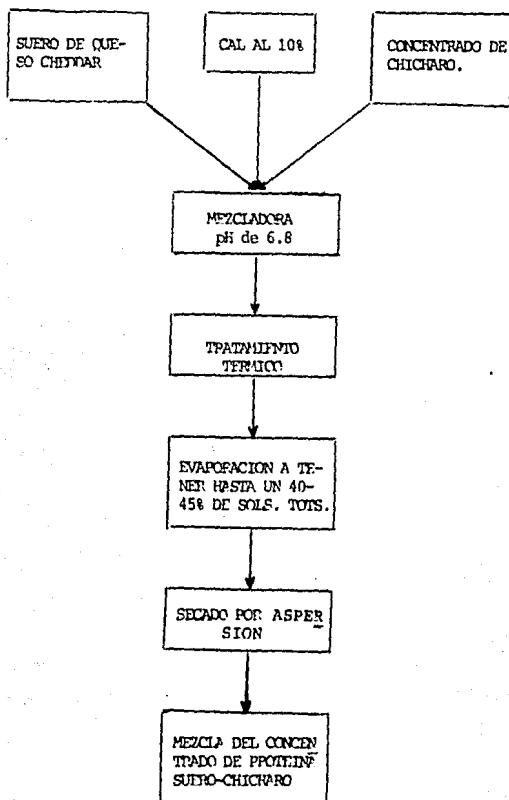 SUERO DE QUE-
SO CHEDDAR
CAL AL 10%
CONCENTRADO DE
CHICHARO.
MEZCLADORA
pH de 6.8
TRATAMIENTO
TERMICO
EVAPORACION A TE-
NER HASTA UN 40-
45% DE SOLS. TOTS.
SECADO POR ASPER
SION
MEZCLA DEL CONCEN
TRADO DE PROTEINA
SUERO-CHICHARO